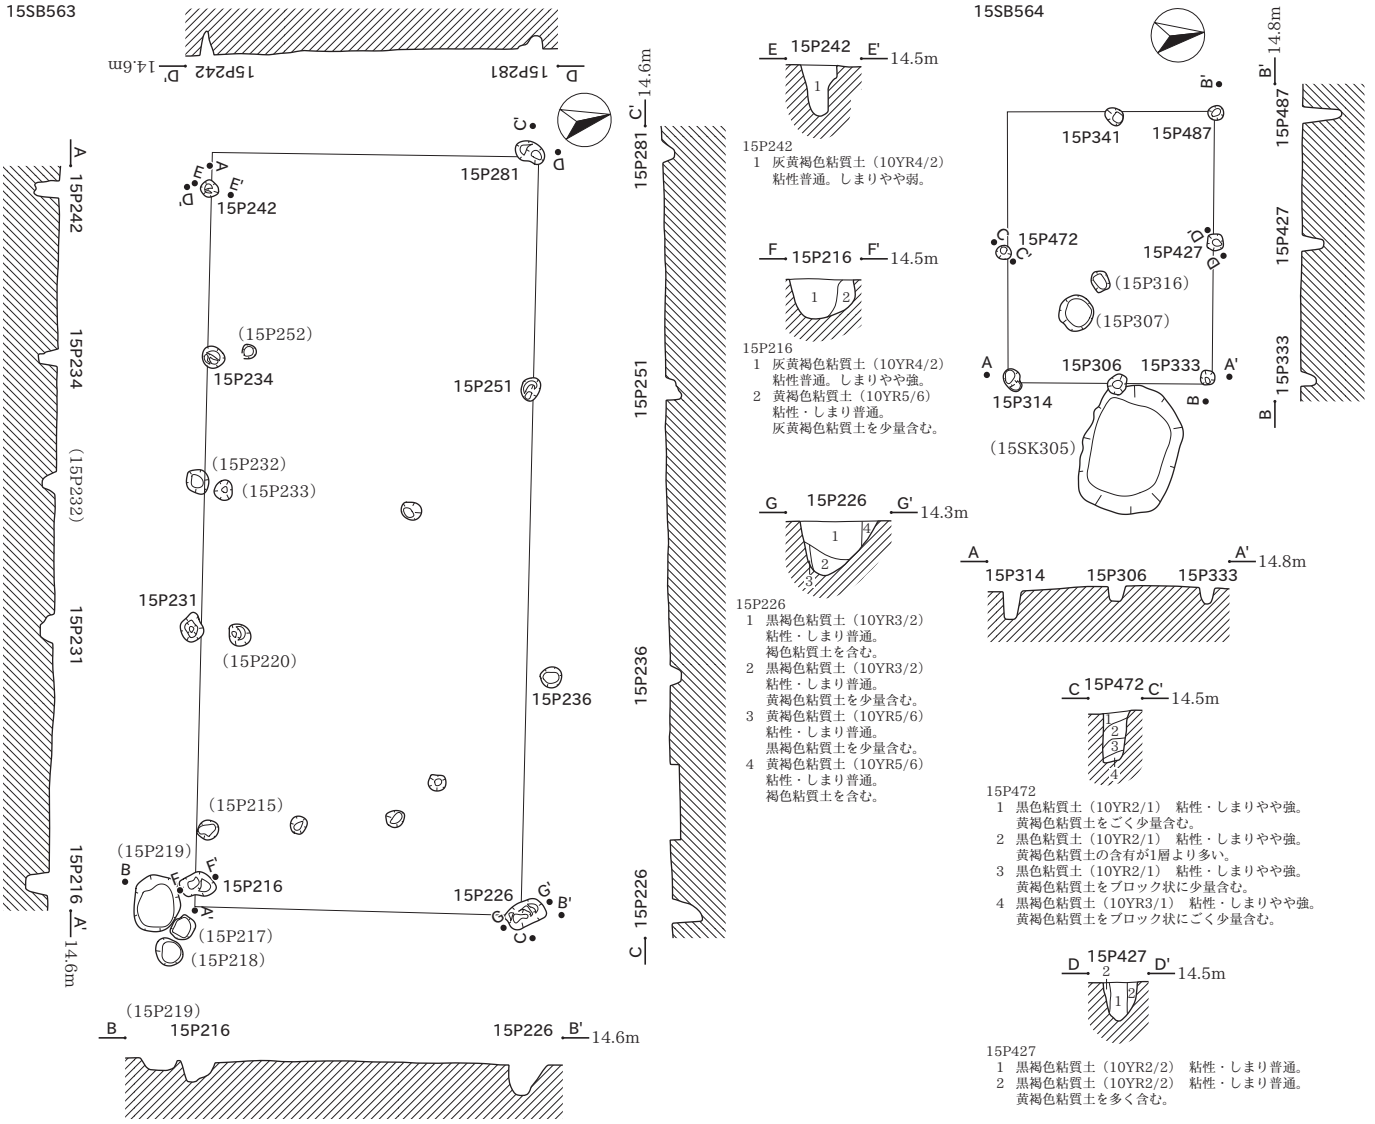 15SB563
14.6m
D'
15P242
15P281
D
C'
14.6m
A
15P242
15P234
(15P232)
15P231
15P216
A'
14.6m
C'
D
15P281
A
E
E'
D'
15P242
(15P252)
15P234
15P251
(15P232)
(15P233)
15P231
(15P220)
15P236
(15P215)
(15P219)
B
F
F'
15P216
A'
(15P217)
(15P218)
15P226
G'
B'
G
C
15P281
15P251
15P236
15P226
C
(15P219)
B
15P216
15P226
B'
14.6m
E
15P242
E'
14.5m
1
15P242
1 灰黄褐色粘質土(10YR4/2)
粘性普通。しまりやや弱。
F
15P216
F'
14.5m
1
2
15P216
1 灰黄褐色粘質土(10YR4/2)
粘性普通。しまりやや強。
2 黄褐色粘質土(10YR5/6)
粘性・しまり普通。
灰黄褐色粘質土を少量含む。
G
15P226
G'
14.3m
1
4
2
3
15P226
1 黒褐色粘質土(10YR3/2)
粘性・しまり普通。
褐色粘質土を含む。
2 黒褐色粘質土(10YR3/2)
粘性・しまり普通。
黄褐色粘質土を少量含む。
3 黄褐色粘質土(10YR5/6)
粘性・しまり普通。
黒褐色粘質土を少量含む。
4 黄褐色粘質土(10YR5/6)
粘性・しまり普通。
褐色粘質土を含む。
15SB564
B'
14.8m
B'
15P341
15P487
C
15P472
C'
D'
15P427
D
(15P316)
(15P307)
A
15P314
15P306
15P333
A'
B
(15SK305)
15P487
15P427
15P333
B
A
15P314
15P306
15P333
A'
14.8m
C
15P472
C'
14.5m
1
2
3
4
15P472
1 黒色粘質土(10YR2/1) 粘性・しまりやや強。
黄褐色粘質土をごく少量含む。
2 黒色粘質土(10YR2/1) 粘性・しまりやや強。
黄褐色粘質土の含有が1層より多い。
3 黒色粘質土(10YR2/1) 粘性・しまりやや強。
黄褐色粘質土をブロック状に少量含む。
4 黒褐色粘質土(10YR3/1) 粘性・しまりやや強。
黄褐色粘質土をブロック状にごく少量含む。
D
15P427
D'
14.5m
2
1
2
15P427
1 黒褐色粘質土(10YR2/2) 粘性・しまり普通。
2 黒褐色粘質土(10YR2/2) 粘性・しまり普通。
黄褐色粘質土を多く含む。